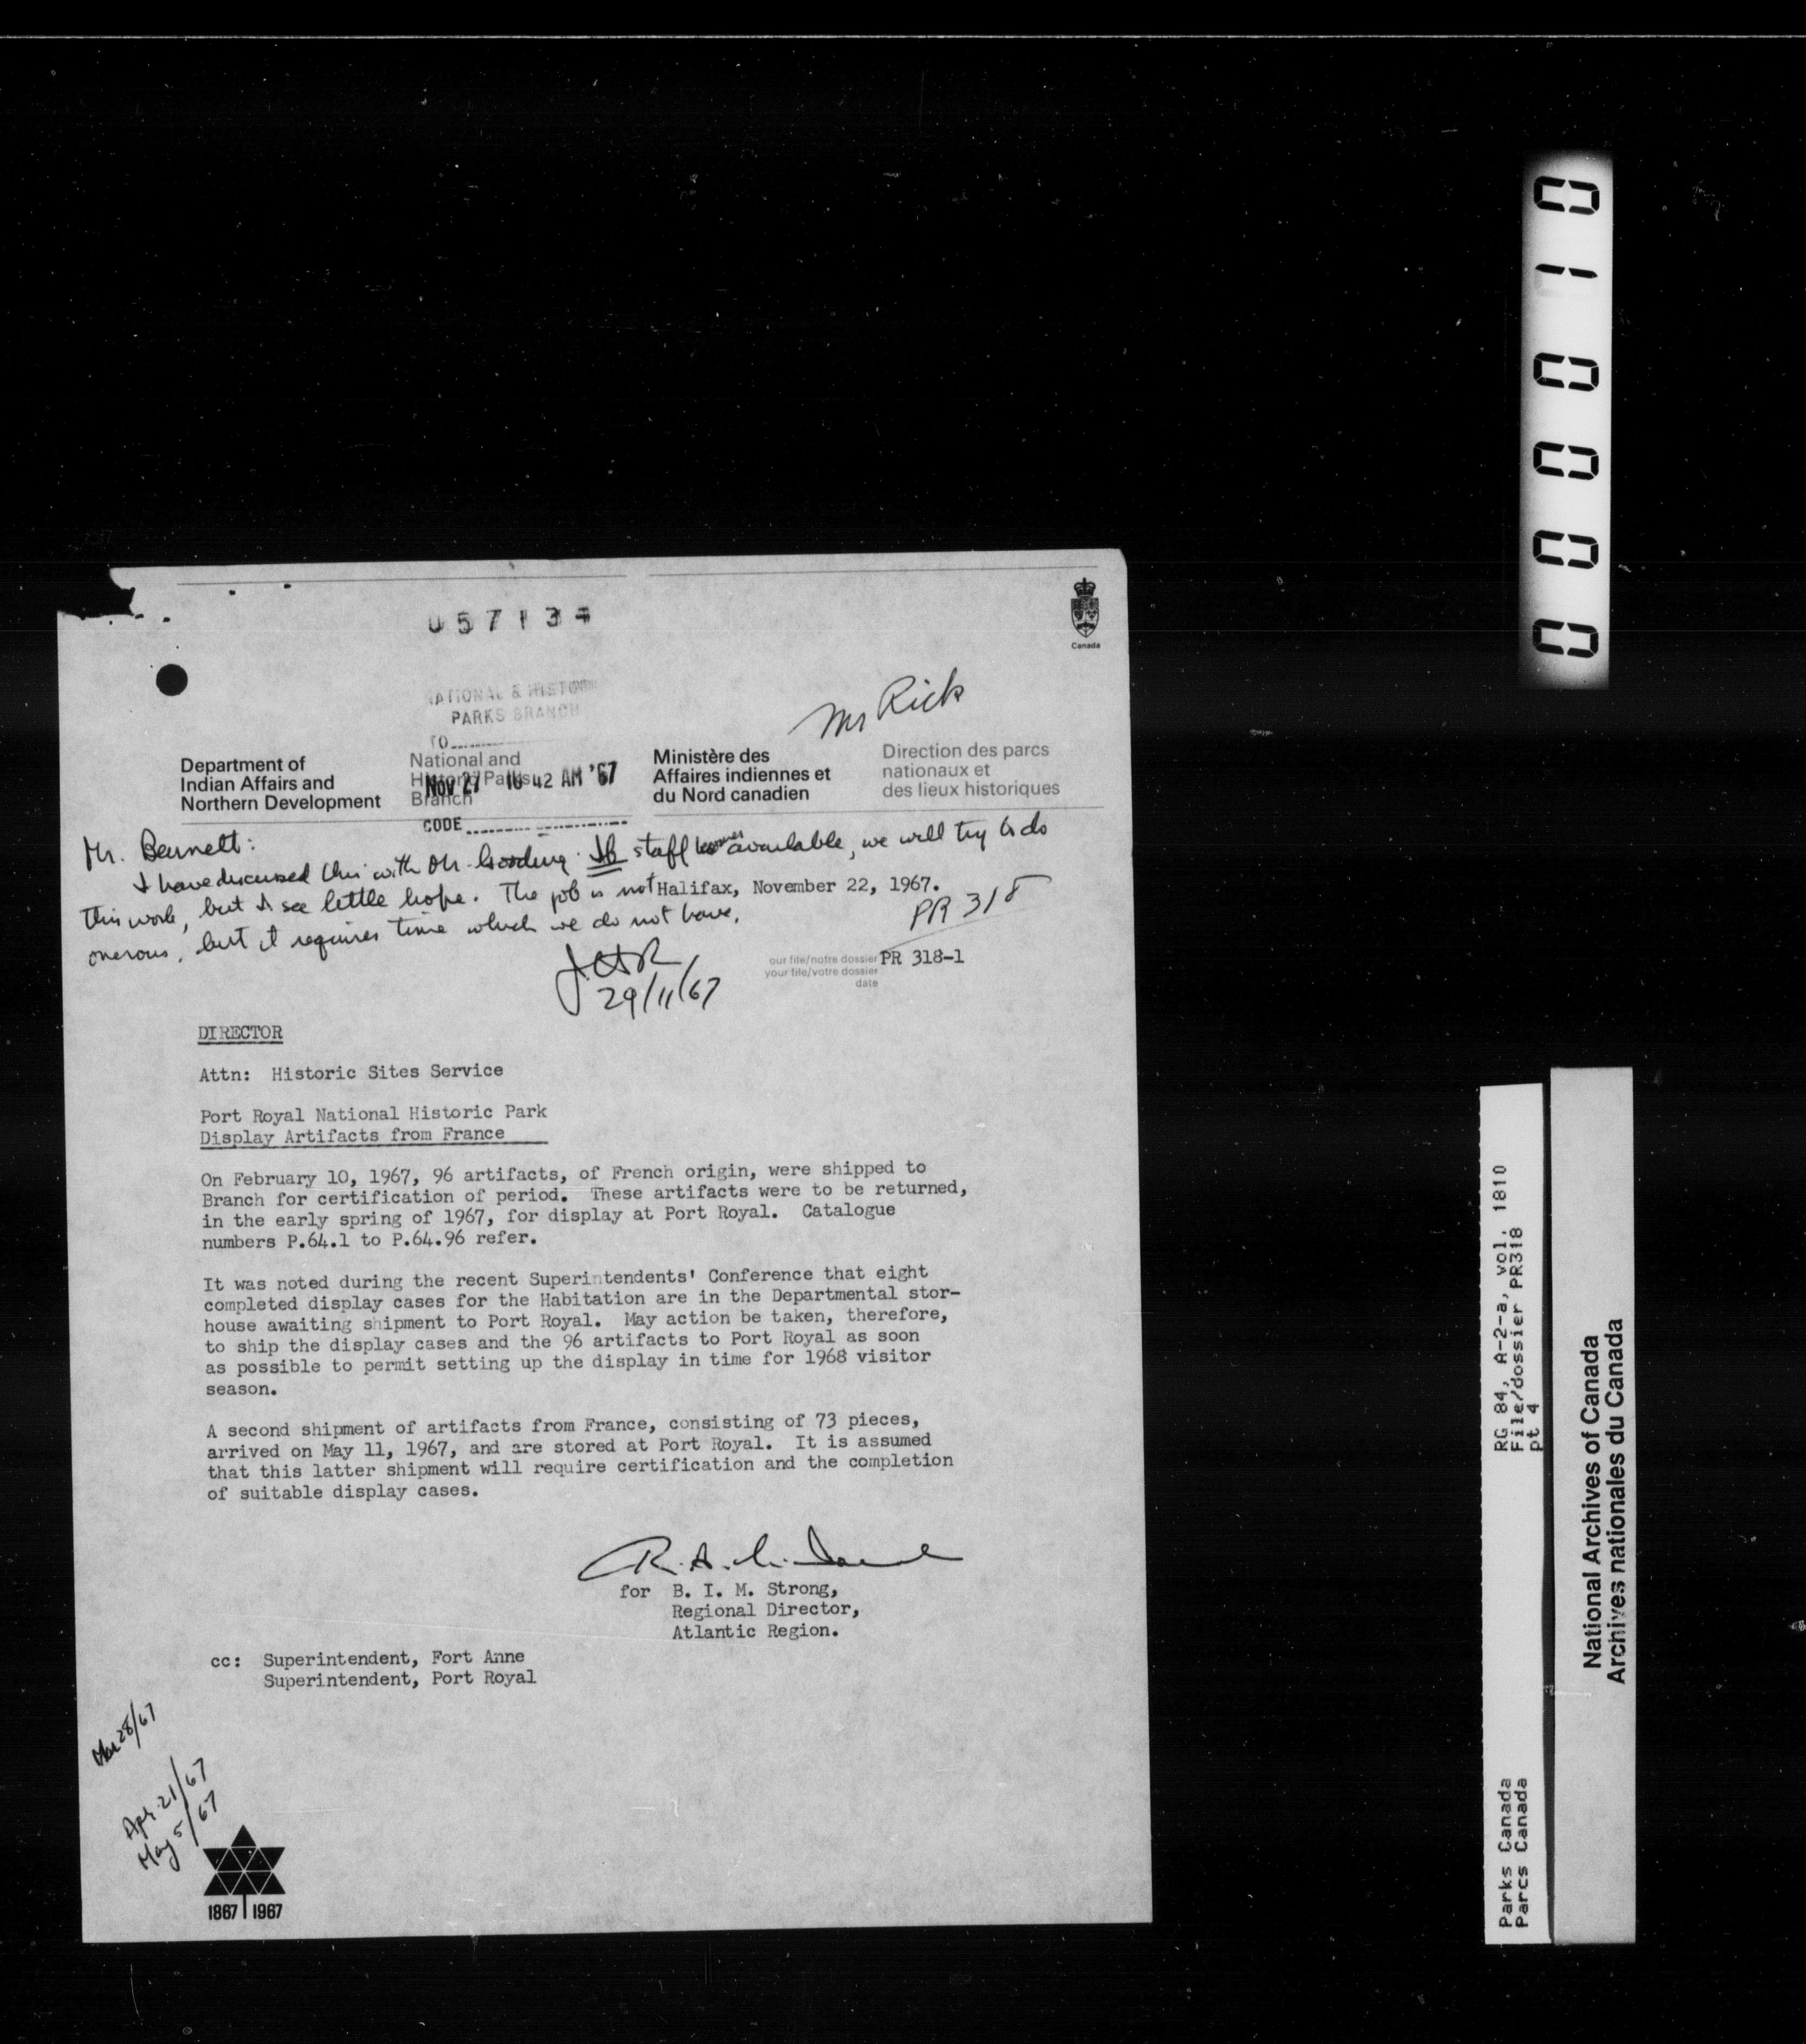 057134
Canada
NATIONAL & HISTORIC
PARKS BRANCH
TO
Mr Rick
Department of
Indian Affairs and
Northern Development
National and
Historic Parks
Branch
Nov 27 10 42 AM '67
CODE
Ministère des
Affaires indiennes et
du Nord canadien
Direction des parcs
nationaux et
des lieux historiques
Mr. Bennett:
I have discussed this with Mr. If staff becomes available, we will try to do
this work, but I see little hope. The job is not
onerous, but it requires time which we do not have.
29/11/67
Halifax, November 22, 1967.
PR 318
our file/notre dossier PR 318-1
your file/votre dossier
date
DIRECTOR
Attn: Historic Sites Service
Port Royal National Historic Park
Display Artifacts from France
On February 10, 1967, 96 artifacts, of French origin, were shipped to
Branch for certification of period. These artifacts were to be returned,
in the early spring of 1967, for display at Port Royal. Catalogue
numbers P.64.1 to P.64.96 refer.
It was noted during the recent Superintendents' Conference that eight
completed display cases for the Habitation are in the Departmental stor-
house awaiting shipment to Port Royal. May action be taken, therefore,
to ship the display cases and the 96 artifacts to Port Royal as soon
as possible to permit setting up the display in time for 1968 visitor
season.
A second shipment of artifacts from France, consisting of 73 pieces,
arrived on May 11, 1967, and are stored at Port Royal. It is assumed
that this latter shipment will require certification and the completion
of suitable display cases.
for B. I. M. Strong,
Regional Director,
Atlantic Region.
cc: Superintendent, Fort Anne
Superintendent, Port Royal
Mar 28/67
Apr 21/67
May 5/67
1867 1967
000010
RG 84, A-2-a, vol. 1810
File/dossier PR318
pt 4
Parks Canada
Parcs Canada
National Archives of Canada
Archives nationales du Canada